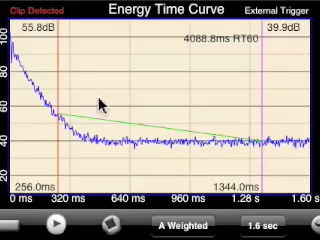 Clip Detected Energy Time Curve External Trigger
55.8dB 39.9dB
4088.8ms RT60
100
80
60
40
20
256.0ms 1344.0ms
0 ms 320 ms 640 ms 960 ms 1.28 s 1.60 s
A Weighted 1.6 sec